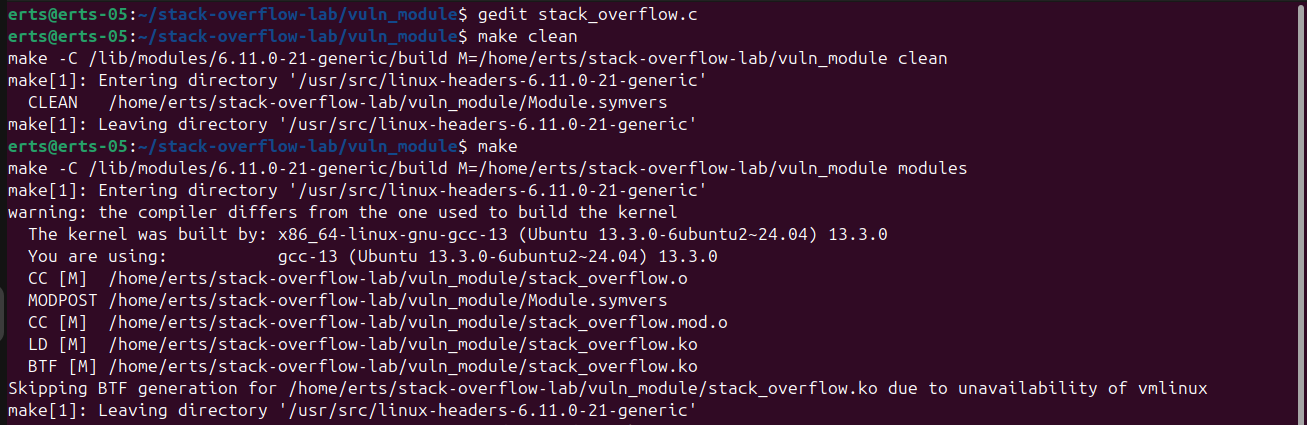 erts@erts-05:~/stack-overflow-lab/vuln_module$ gedit stack_overflow.c
erts@erts-05:~/stack-overflow-lab/vuln_module$ make clean
make -C /lib/modules/6.11.0-21-generic/build M=/home/erts/stack-overflow-lab/vuln_module clean
make[1]: Entering directory '/usr/src/linux-headers-6.11.0-21-generic'
  CLEAN   /home/erts/stack-overflow-lab/vuln_module/Module.symvers
make[1]: Leaving directory '/usr/src/linux-headers-6.11.0-21-generic'
erts@erts-05:~/stack-overflow-lab/vuln_module$ make
make -C /lib/modules/6.11.0-21-generic/build M=/home/erts/stack-overflow-lab/vuln_module modules
make[1]: Entering directory '/usr/src/linux-headers-6.11.0-21-generic'
warning: the compiler differs from the one used to build the kernel
  The kernel was built by: x86_64-linux-gnu-gcc-13 (Ubuntu 13.3.0-6ubuntu2~24.04) 13.3.0
  You are using:           gcc-13 (Ubuntu 13.3.0-6ubuntu2~24.04) 13.3.0
  CC [M]  /home/erts/stack-overflow-lab/vuln_module/stack_overflow.o
  MODPOST /home/erts/stack-overflow-lab/vuln_module/Module.symvers
  CC [M]  /home/erts/stack-overflow-lab/vuln_module/stack_overflow.mod.o
  LD [M]  /home/erts/stack-overflow-lab/vuln_module/stack_overflow.ko
  BTF [M] /home/erts/stack-overflow-lab/vuln_module/stack_overflow.ko
Skipping BTF generation for /home/erts/stack-overflow-lab/vuln_module/stack_overflow.ko due to unavailability of vmlinux
make[1]: Leaving directory '/usr/src/linux-headers-6.11.0-21-generic'